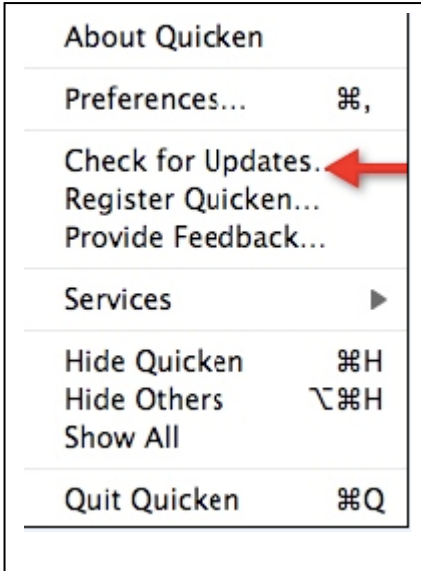 About Quicken
Preferences... ⌘,
Check for Updates..
Register Quicken...
Provide Feedback...
Services ▶
Hide Quicken ⌘H
Hide Others ⌥⌘H
Show All
Quit Quicken ⌘Q